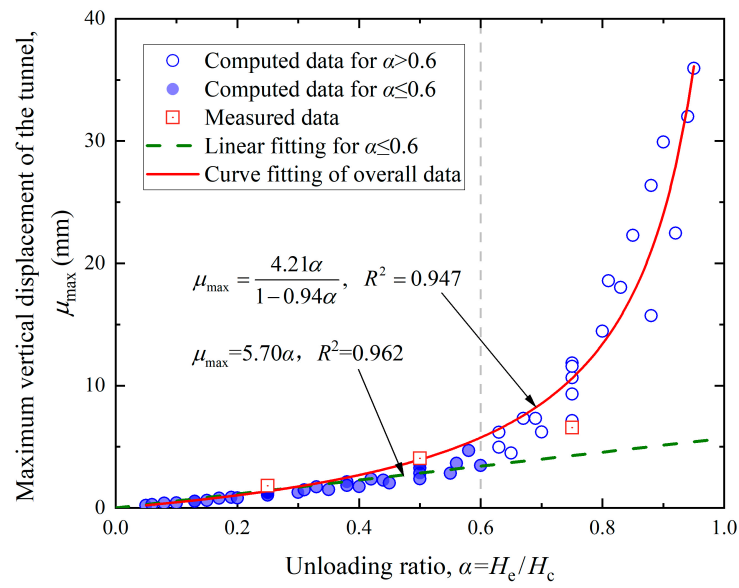 Maximum vertical displacement of the tunnel,
μmax (mm)
40
30
20
10
0
Computed data for α>0.6
Computed data for α≤0.6
Measured data
Linear fitting for α≤0.6
Curve fitting of overall data
μmax = 4.21α / 1−0.94α, R² = 0.947
μmax=5.70α, R²=0.962
0.0 0.2 0.4 0.6 0.8 1.0
Unloading ratio, α=He/Hc